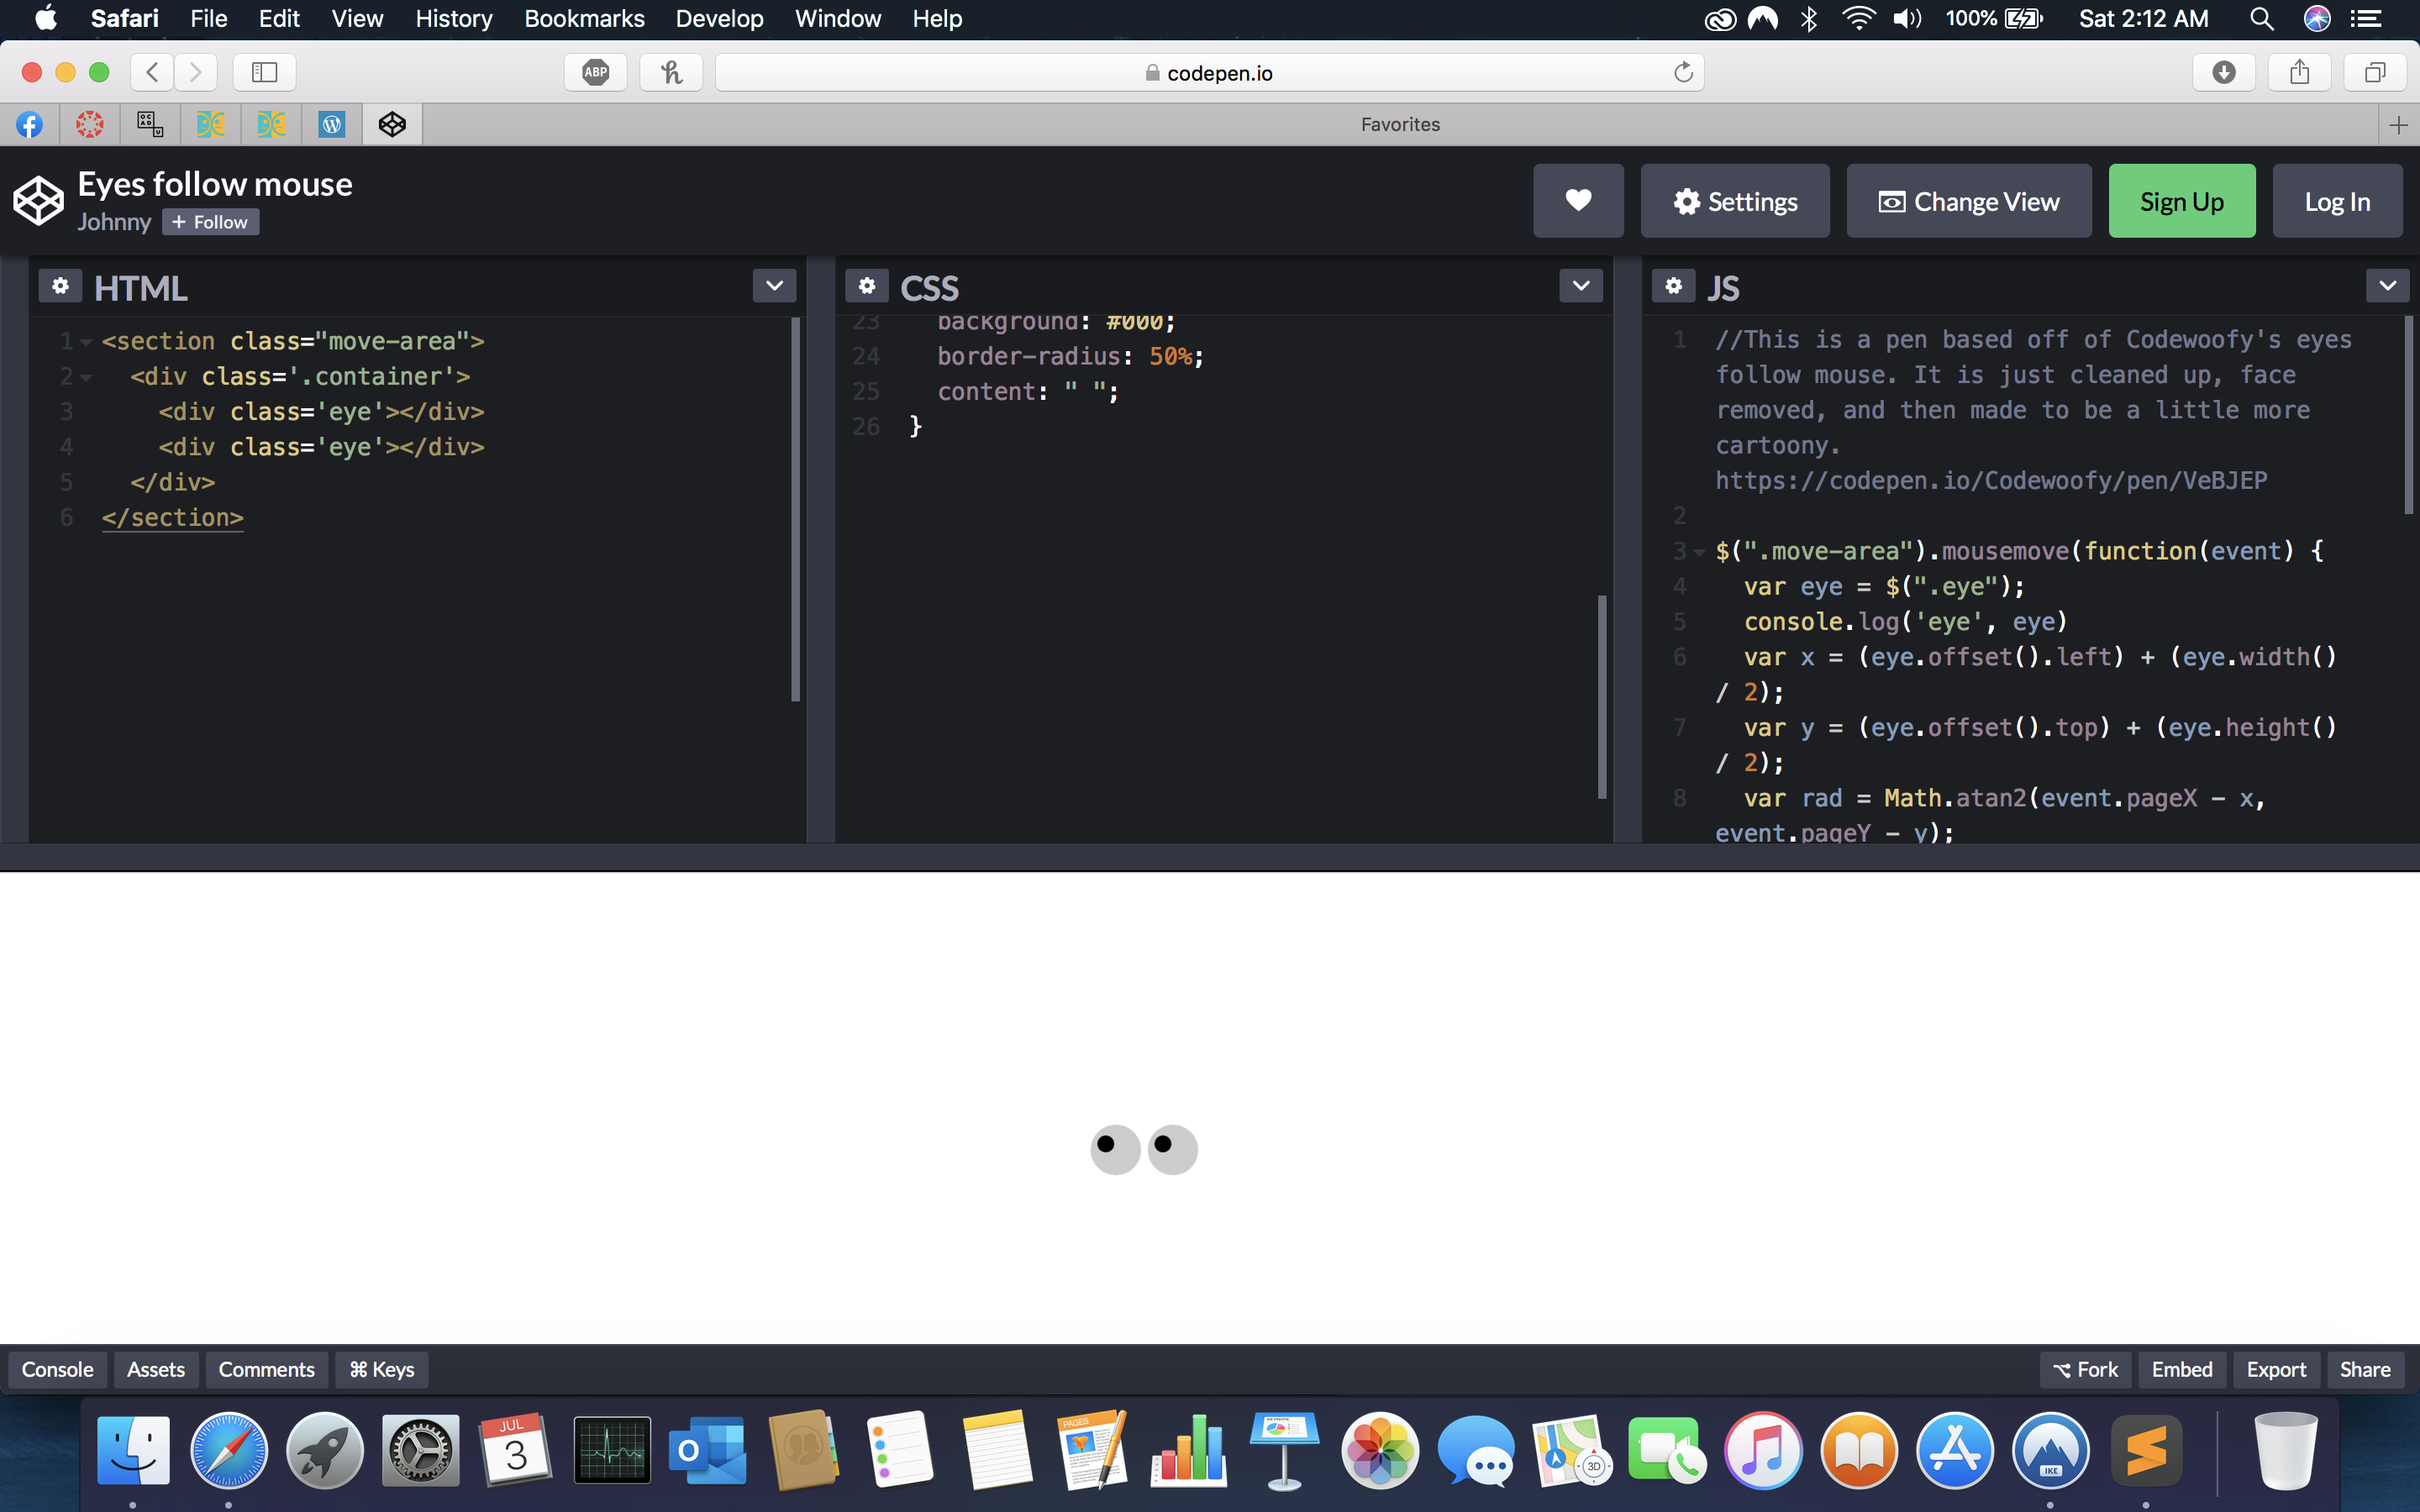 Safari File Edit View History Bookmarks Develop Window Help 100% Sat 2:12 AM
ABP h codepen.io
f OCAD U W Favorites
Eyes follow mouse
Johnny + Follow
Settings Change View Sign Up Log In
HTML
1 <section class="move-area">
2 <div class='.container'>
3 <div class='eye'></div>
4 <div class='eye'></div>
5 </div>
6 </section>
CSS
23 background: #000;
24 border-radius: 50%;
25 content: " ";
26 }
JS
1 //This is a pen based off of Codewoofy's eyes
follow mouse. It is just cleaned up, face
removed, and then made to be a little more
cartoony.
https://codepen.io/Codewoofy/pen/VeBJEP
2
3 $(".move-area").mousemove(function(event) {
4 var eye = $(".eye");
5 console.log('eye', eye)
6 var x = (eye.offset().left) + (eye.width()
/ 2);
7 var y = (eye.offset().top) + (eye.height()
/ 2);
8 var rad = Math.atan2(event.pageX - x,
event.pageY - y);
Console Assets Comments ⌘ Keys Fork Embed Export Share
JUL
3
O
PAGES
KEYNOTE
3D
IKE